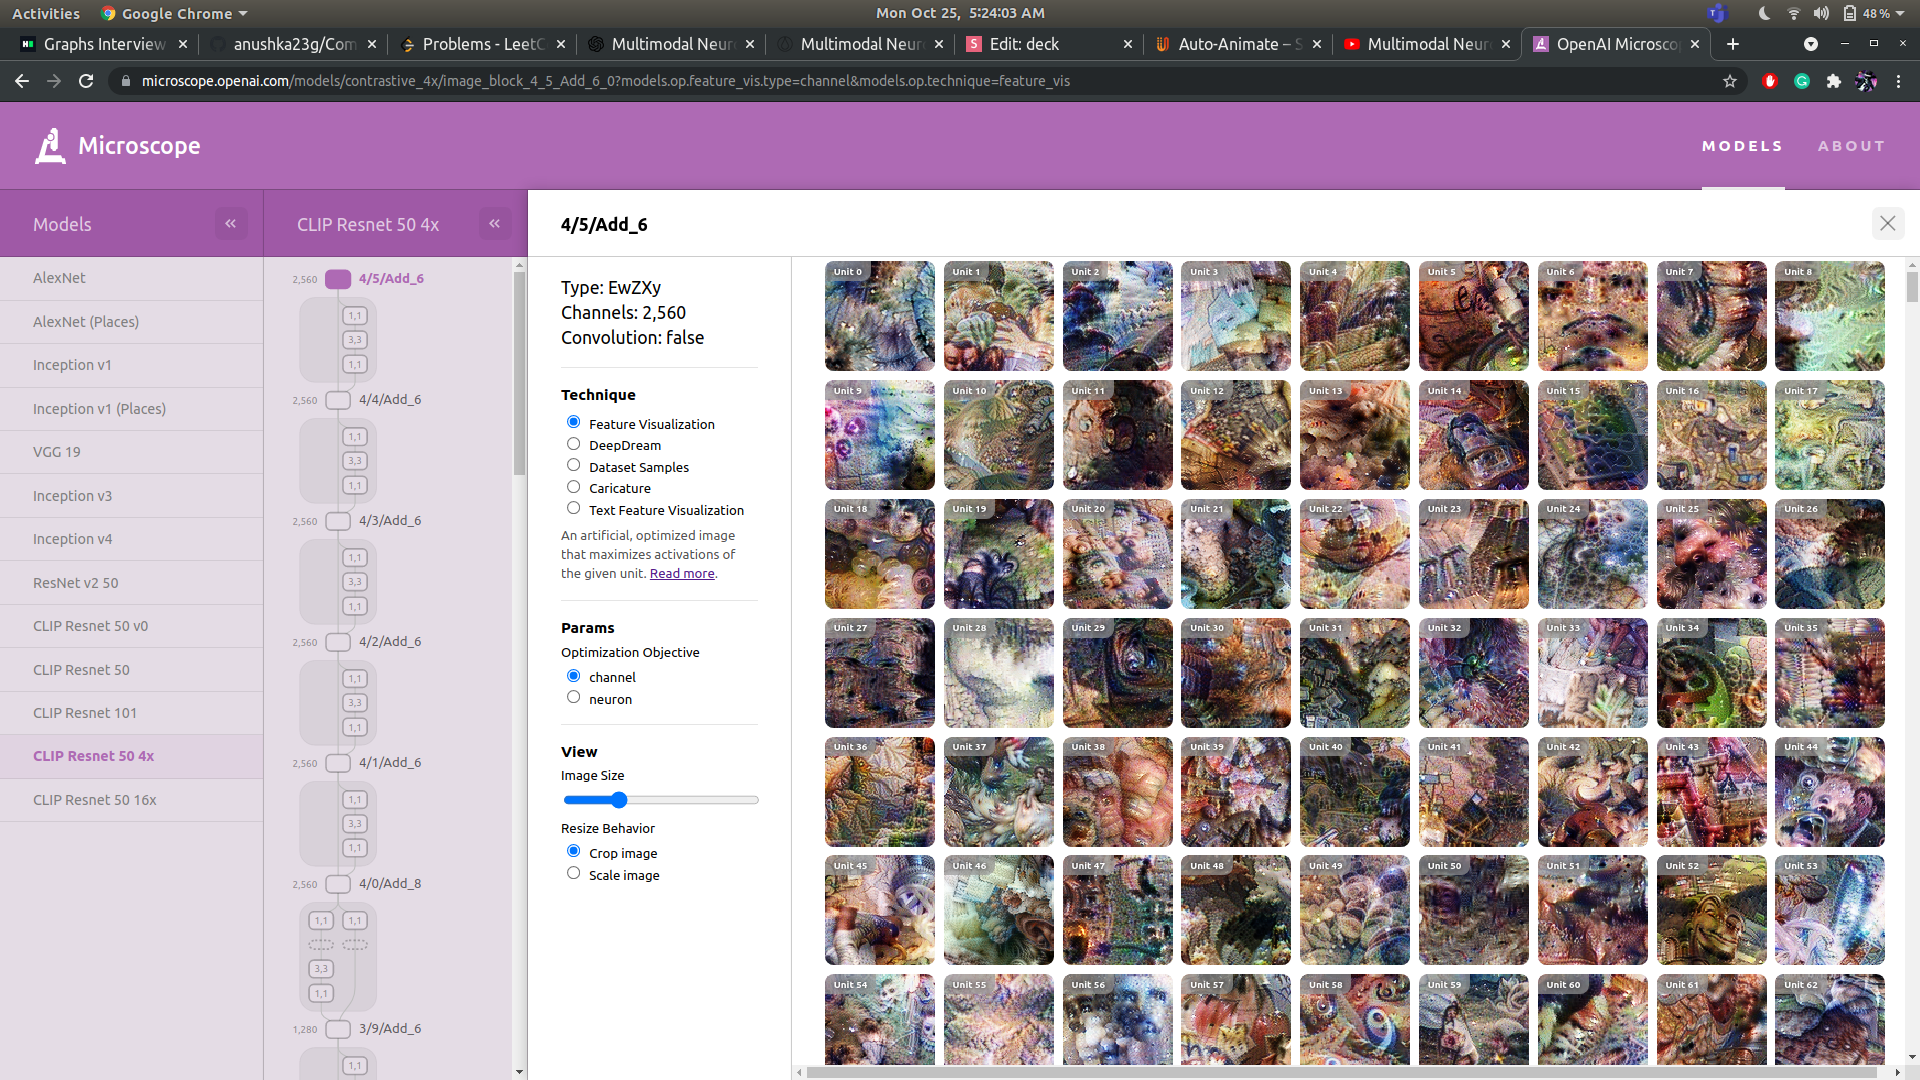 Activities
Google Chrome
Mon Oct 25, 5:24:03 AM
48 %
Graphs Interview
anushka23g/Com
Problems - LeetC
Multimodal Neur
Multimodal Neur
Edit: deck
Auto-Animate – S
Multimodal Neur
OpenAI Microsco
microscope.openai.com/models/contrastive_4x/image_block_4_5_Add_6_0?models.op.feature_vis.type=channel&models.op.technique=feature_vis
Microscope
MODELS
ABOUT
Models
CLIP Resnet 50 4x
4/5/Add_6
AlexNet
AlexNet (Places)
Inception v1
Inception v1 (Places)
VGG 19
Inception v3
Inception v4
ResNet v2 50
CLIP Resnet 50 v0
CLIP Resnet 50
CLIP Resnet 101
CLIP Resnet 50 4x
CLIP Resnet 50 16x
2,560 4/5/Add_6
1,1
3,3
1,1
2,560 4/4/Add_6
1,1
3,3
1,1
2,560 4/3/Add_6
1,1
3,3
1,1
2,560 4/2/Add_6
1,1
3,3
1,1
2,560 4/1/Add_6
1,1
3,3
1,1
2,560 4/0/Add_8
1,1 1,1
3,3
1,1
1,280 3/9/Add_6
1,1
Type: EwZXy
Channels: 2,560
Convolution: false
Technique
Feature Visualization
DeepDream
Dataset Samples
Caricature
Text Feature Visualization
An artificial, optimized image
that maximizes activations of
the given unit. Read more.
Params
Optimization Objective
channel
neuron
View
Image Size
Resize Behavior
Crop image
Scale image
Unit 0 Unit 1 Unit 2 Unit 3 Unit 4 Unit 5 Unit 6 Unit 7 Unit 8
Unit 9 Unit 10 Unit 11 Unit 12 Unit 13 Unit 14 Unit 15 Unit 16 Unit 17
Unit 18 Unit 19 Unit 20 Unit 21 Unit 22 Unit 23 Unit 24 Unit 25 Unit 26
Unit 27 Unit 28 Unit 29 Unit 30 Unit 31 Unit 32 Unit 33 Unit 34 Unit 35
Unit 36 Unit 37 Unit 38 Unit 39 Unit 40 Unit 41 Unit 42 Unit 43 Unit 44
Unit 45 Unit 46 Unit 47 Unit 48 Unit 49 Unit 50 Unit 51 Unit 52 Unit 53
Unit 54 Unit 55 Unit 56 Unit 57 Unit 58 Unit 59 Unit 60 Unit 61 Unit 62